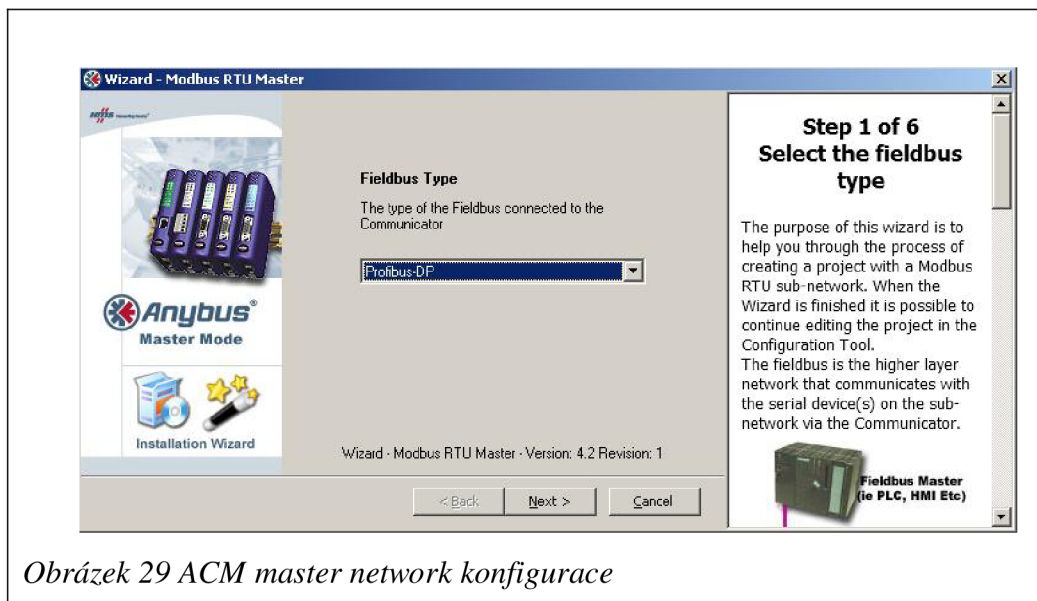 Wizard - Modbus RTU Master
HMS
Anybus®
Master Mode
Installation Wizard
Fieldbus Type
The type of the Fieldbus connected to the
Communicator
Profibus-DP
Wizard - Modbus RTU Master - Version: 4.2 Revision: 1
< Back
Next >
Cancel
Step 1 of 6
Select the fieldbus
type
The purpose of this wizard is to
help you through the process of
creating a project with a Modbus
RTU sub-network. When the
Wizard is finished it is possible to
continue editing the project in the
Configuration Tool.
The fieldbus is the higher layer
network that communicates with
the serial device(s) on the sub-
network via the Communicator.
Fieldbus Master
(ie PLC, HMI Etc)
Obrázek 29 ACM master network konfigurace